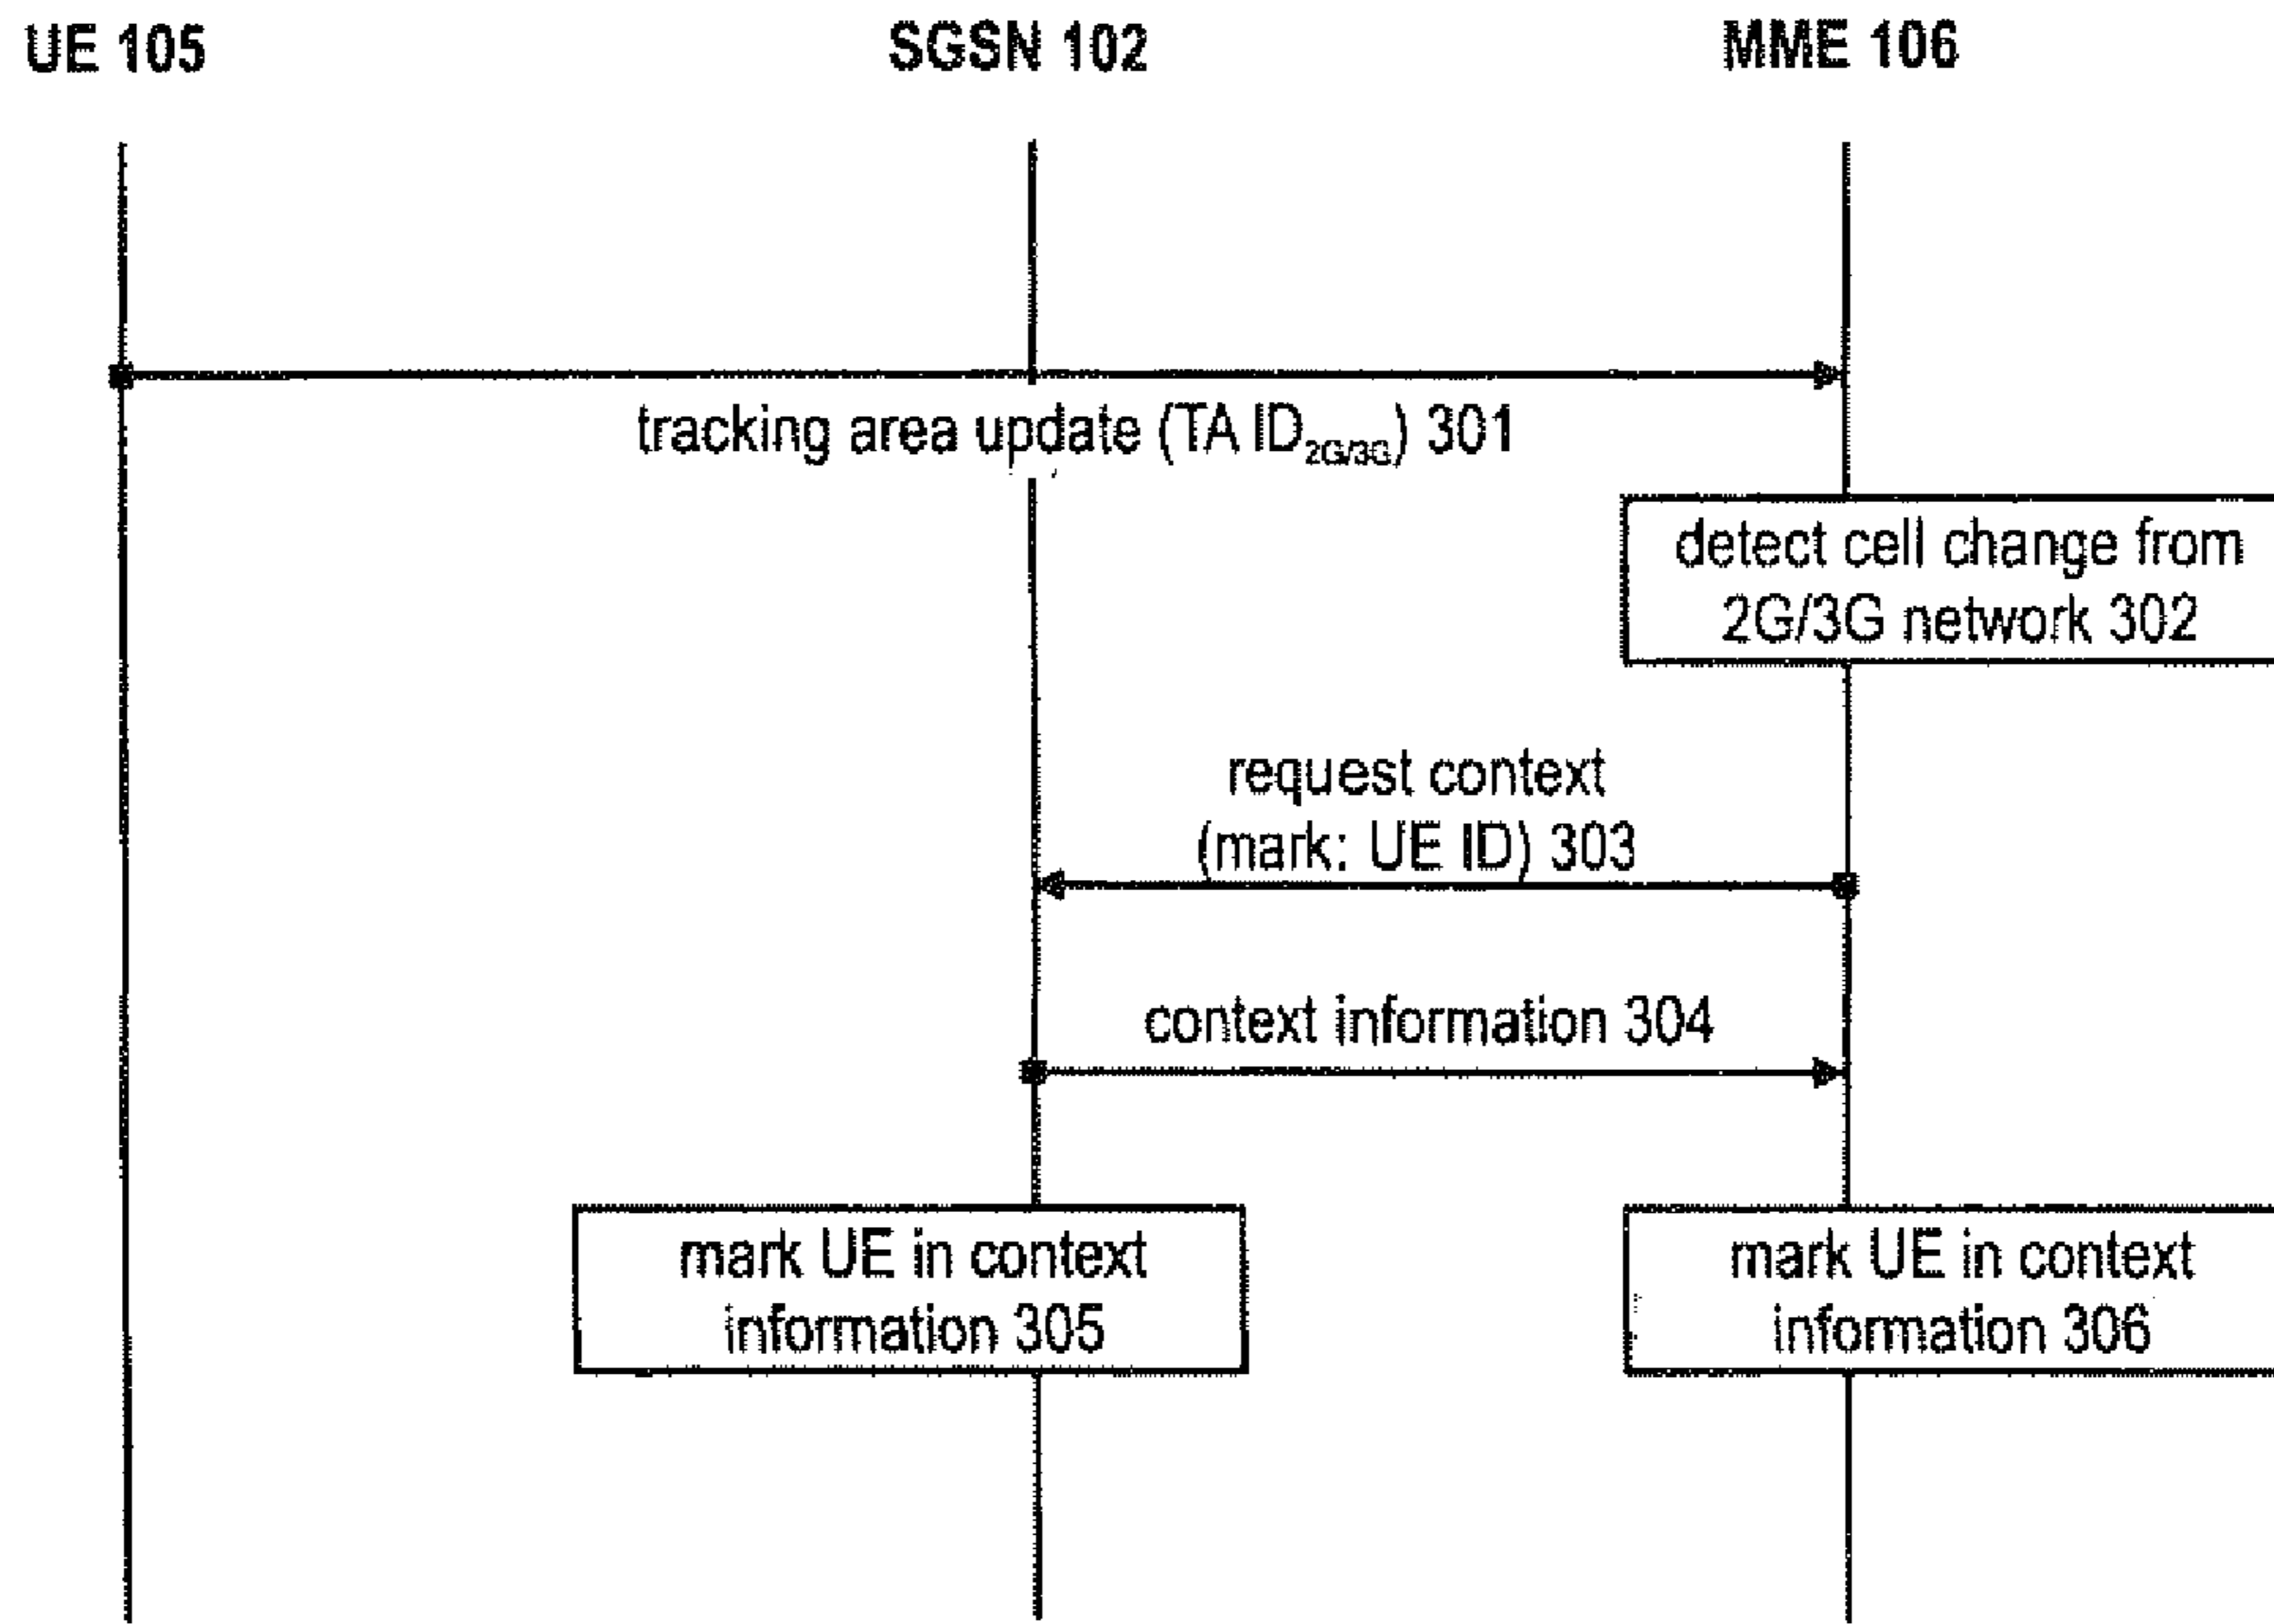 UE 105
SGSN 102
MME 106
tracking area update (TA ID2G/3G) 301
detect cell change from
2G/3G network 302
request context
(mark: UE ID) 303
context information 304
mark UE in context
information 305
mark UE in context
information 306